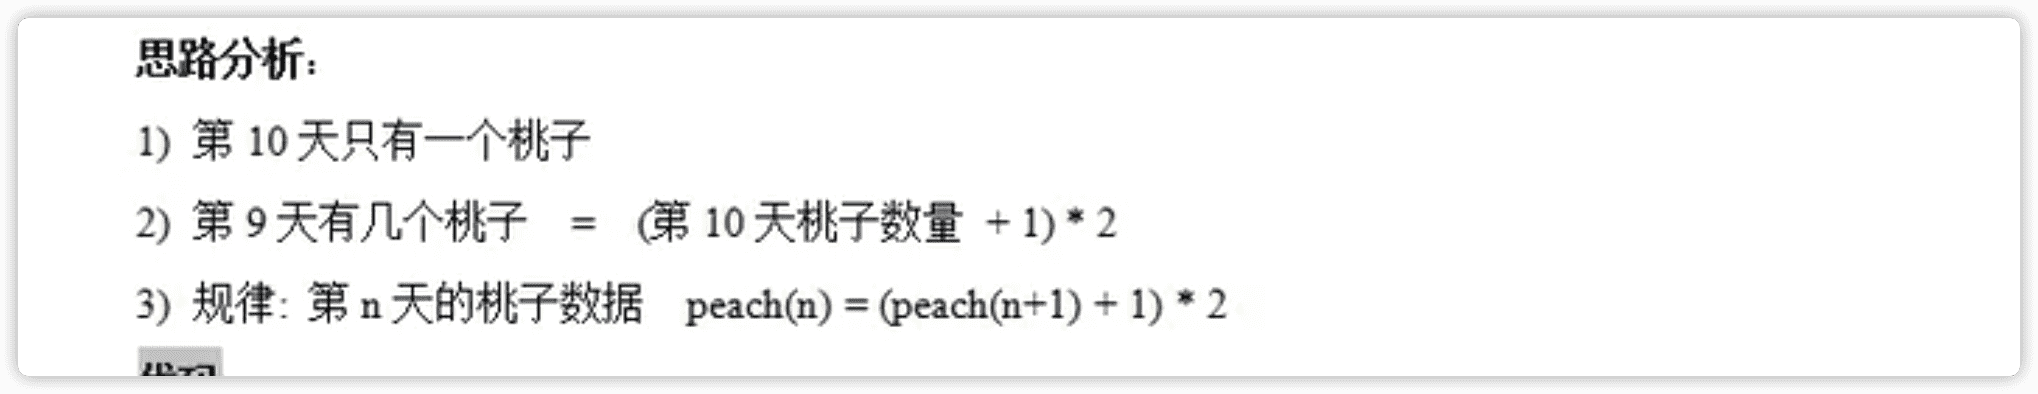 思路分析：
1) 第 10 天只有一个桃子
2) 第 9 天有几个桃子 = (第 10 天桃子数量 + 1) * 2
3) 规律: 第 n 天的桃子数据 peach(n) = (peach(n+1) + 1) * 2